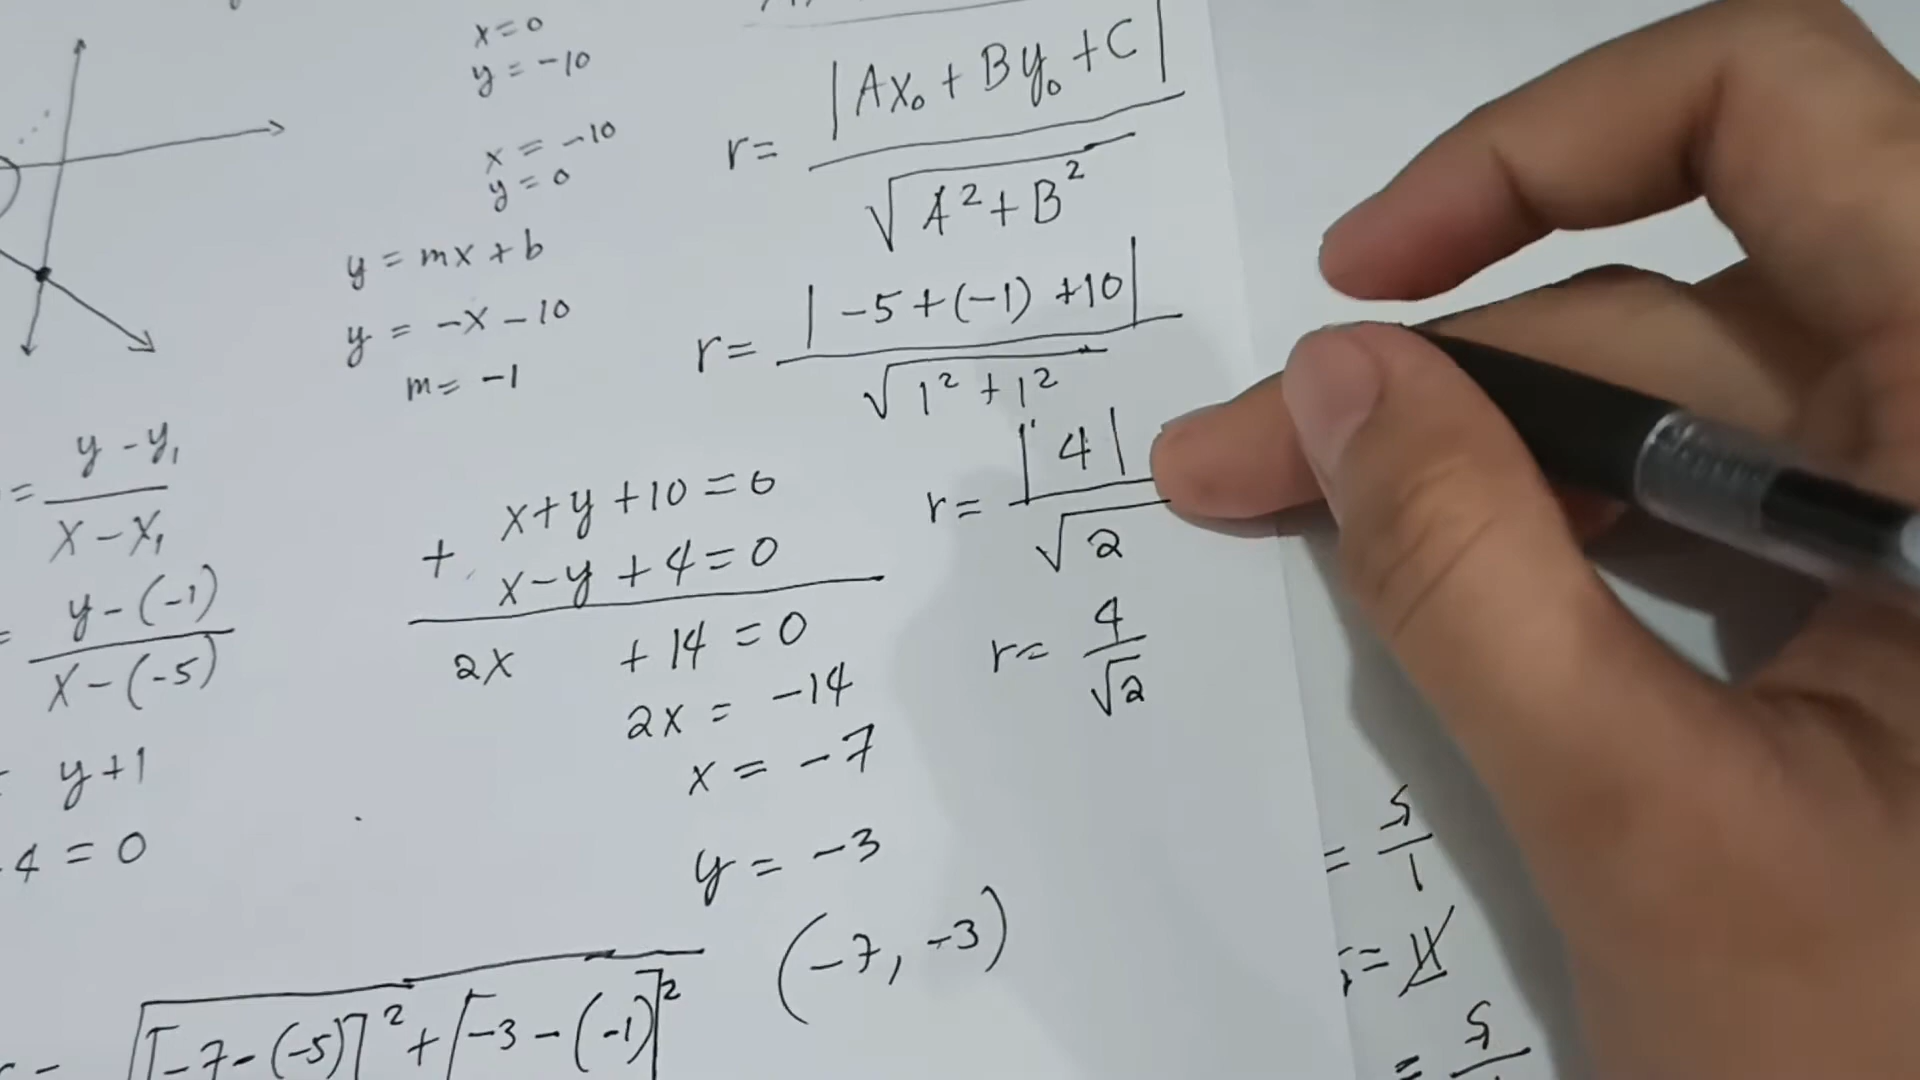 x=0
y = -10
x = -10
y = 0
y = mx + b
y = -x - 10
m = -1
= y - y₁ / x - x₁
= y - (-1) / x - (-5)
= y+1
4 = 0
x+y+10 = 0
+ x-y+4=0
2x + 14 = 0
2x = -14
x = -7
y = -3
(-7, -3)
√[-7-(-5)]² + [-3-(-1)]²
r = |Ax₀ + By₀ + C| / √A² + B²
r = |-5+(-1)+10| / √1² + 1²
r = |4| / √2
r = 4 / √2